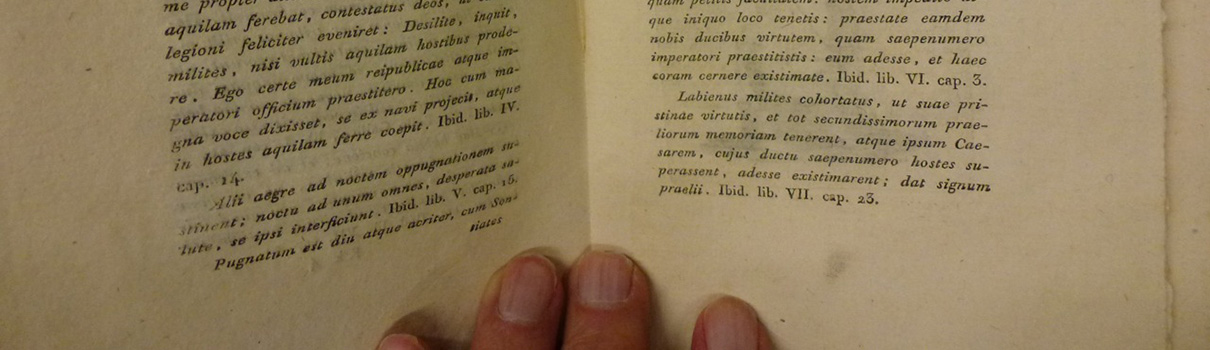 me propter
aquilam ferebat, contestatus deos,
legioni feliciter eveniret: Desilite, inquit,
milites, nisi vultis aquilam hostibus prode-
re. Ego certe meum reipublicae atque im-
peratori officium praestitero. Hoc cum ma-
gna voce dixisset, se ex navi projecit, atque
in hostes aquilam ferre coepit. Ibid. lib. IV.
cap. 14.
Alii aegre ad noctem oppugnationem su-
stinent; noctu ad unum omnes, desperata sa-
lute, se ipsi interficiunt. Ibid. lib. V. cap. 15.
Pugnatum est diu atque acriter, cum Son-
tiates
que iniquo loco tenetis: praestate eamdem
nobis ducibus virtutem, quam saepenumero
imperatori praestitistis: eum adesse, et haec
coram cernere existimate. Ibid. lib. VI. cap. 3.
Labienus milites cohortatus, ut suae pri-
stinae virtutis, et tot secundissimorum prae-
liorum memoriam tenerent, atque ipsum Cae-
sarem, cujus ductu saepenumero hostes su-
perassent, adesse existimarent; dat signum
praelii. Ibid. lib. VII. cap. 23.